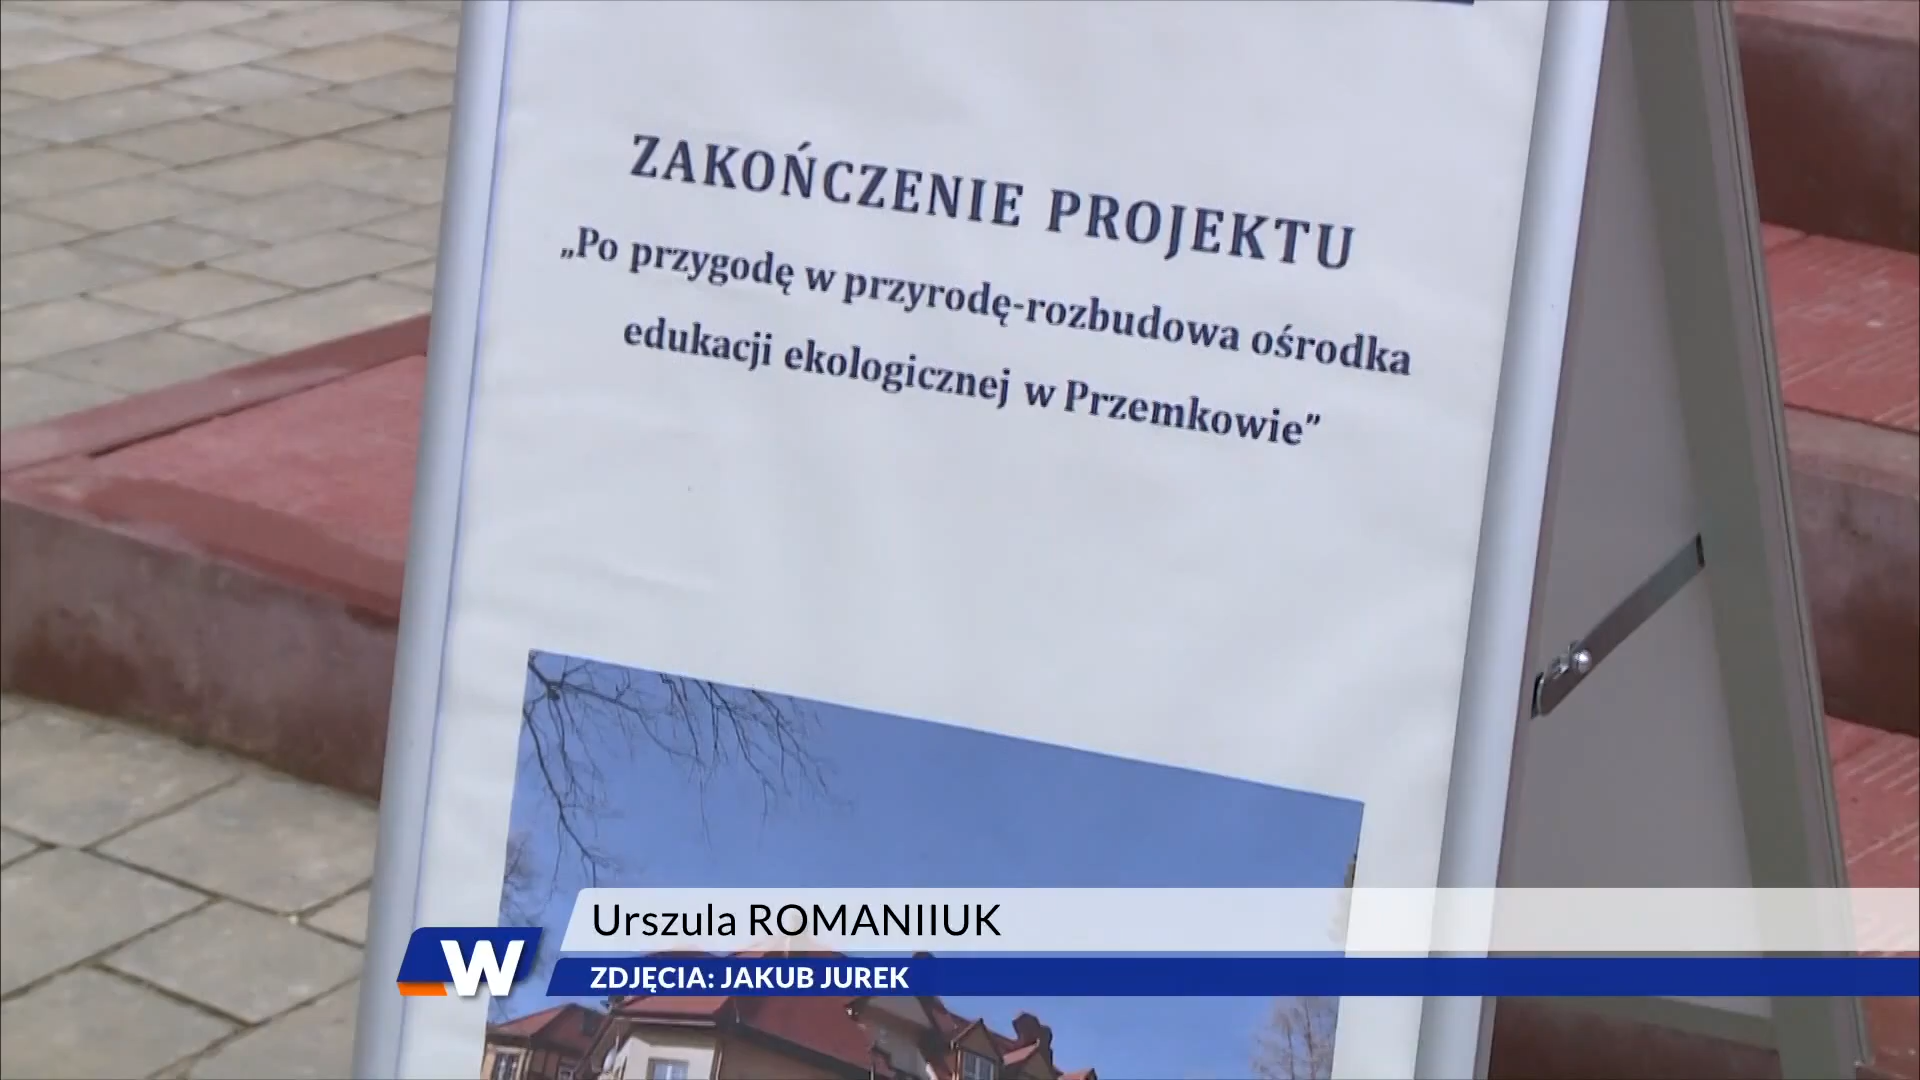 ZAKOŃCZENIE PROJEKTU
„Po przygodę w przyrodę-rozbudowa ośrodka
edukacji ekologicznej w Przemkowie”
Urszula ROMANIIUK
W
ZDJĘCIA: JAKUB JUREK